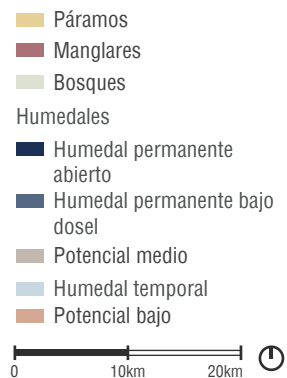 Páramos
Manglares
Bosques
Humedales
Humedal permanente
abierto
Humedal permanente bajo
dosel
Potencial medio
Humedal temporal
Potencial bajo
0 10km 20km